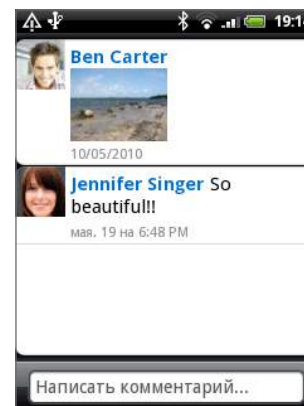 19:14
Ben Carter
10/05/2010
Jennifer Singer So
beautiful!!
мая. 19 на 6:48 PM
Написать комментарий...